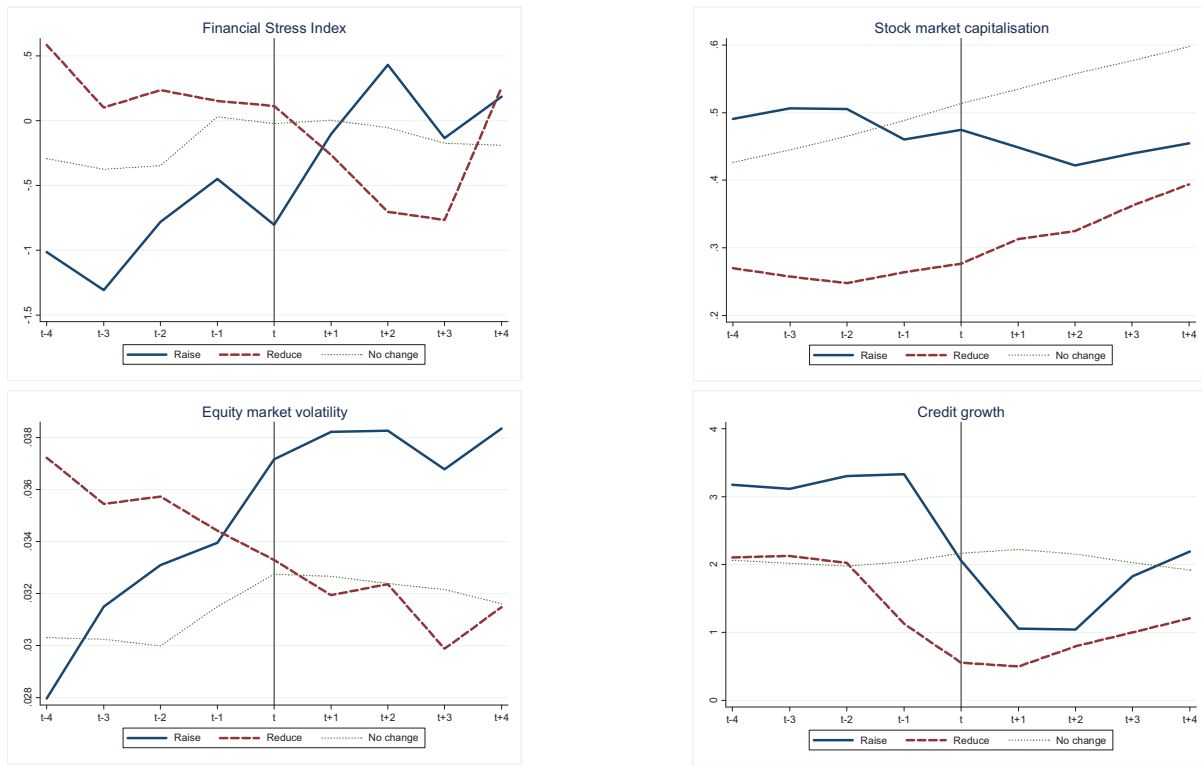 Financial Stress Index
.5
0
-.5
-1
-1.5
t-4 t-3 t-2 t-1 t t+1 t+2 t+3 t+4
Raise Reduce No change
Stock market capitalisation
.6
.5
.4
.3
.2
t-4 t-3 t-2 t-1 t t+1 t+2 t+3 t+4
Raise Reduce No change
Equity market volatility
.038
.036
.034
.032
.03
.028
t-4 t-3 t-2 t-1 t t+1 t+2 t+3 t+4
Raise Reduce No change
Credit growth
4
3
2
1
0
t-4 t-3 t-2 t-1 t t+1 t+2 t+3 t+4
Raise Reduce No change